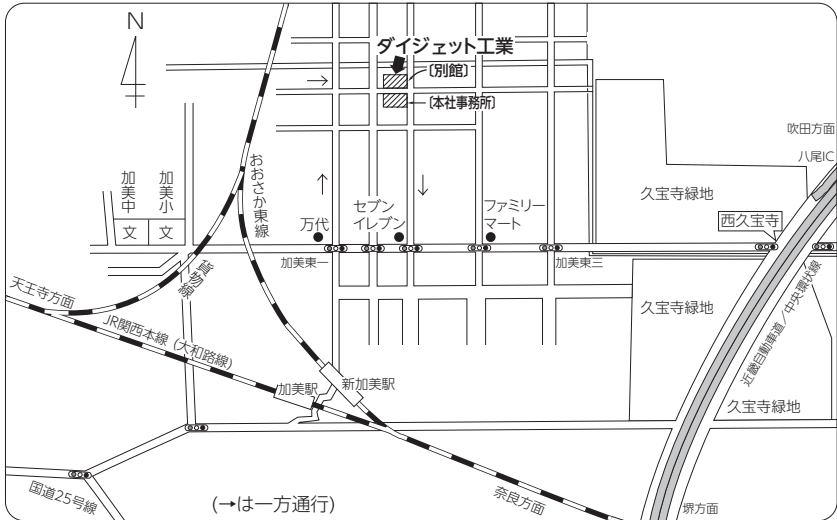 N
ダイジェット工業
〔別館〕
〔本社事務所〕
吹田方面
八尾IC
加美中
加美小
文
文
おおさか東線
万代
セブン
イレブン
ファミリー
マート
久宝寺緑地
西久宝寺
加美東一
加美東三
天王寺方面
貨物線
JR関西本線 (大和路線)
久宝寺緑地
近畿自動車道/中央環状線
加美駅
新加美駅
久宝寺緑地
国道25号線
(→は一方通行)
奈良方面
堺方面